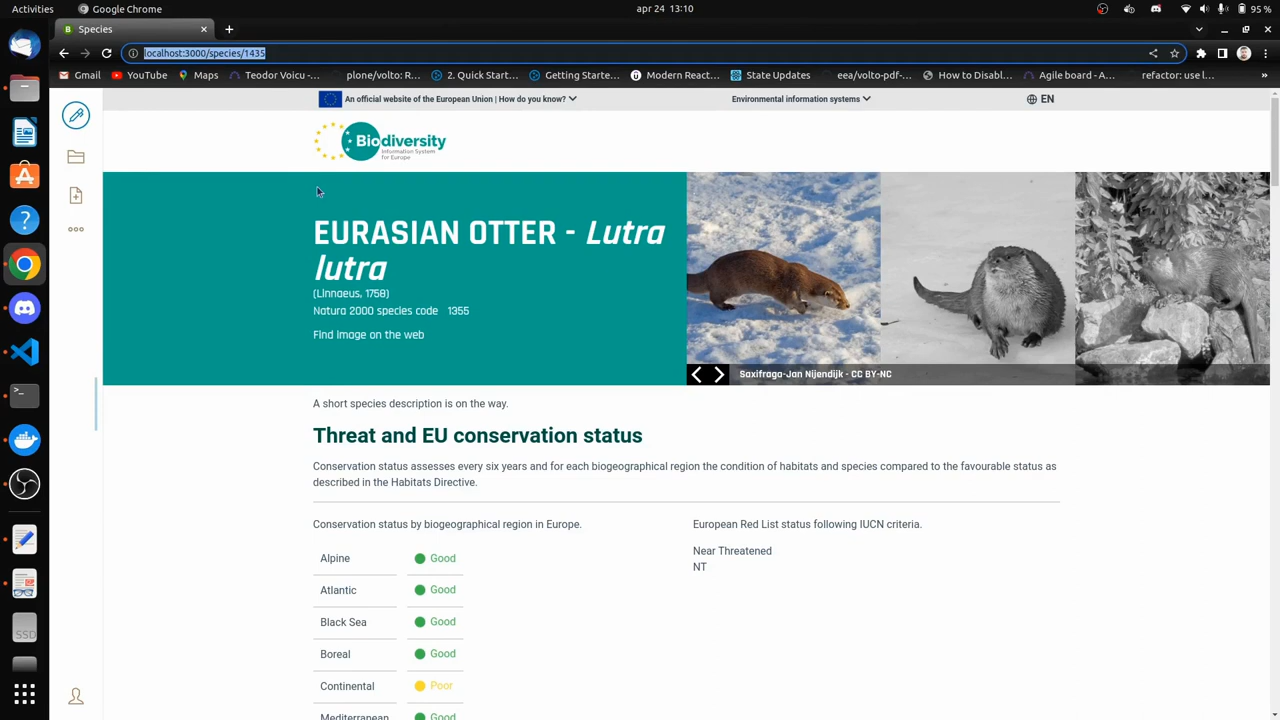 Google Chrome
apr 24 13:10
95 %
Species
localhost:3000/species/1435
Gmail
YouTube
Maps
Teodor Voicu -...
plone/volto: R...
2. Quick Start...
Getting Starte...
Modern React...
State Updates
eea/volto-pdf-...
How to Disabl...
Agile board - A...
refactor: use l...
»
An official website of the European Union | How do you know?
Environmental information systems
EN
Biodiversity
Information System
for Europe
EURASIAN OTTER - Lutra
lutra
(Linnaeus, 1758)
Natura 2000 species code 1355
Find image on the web
Saxifraga-Jan Nijendijk - CC BY-NC
A short species description is on the way.
Threat and EU conservation status
Conservation status assesses every six years and for each biogeographical region the condition of habitats and species compared to the favourable status as
described in the Habitats Directive.
Conservation status by biogeographical region in Europe.
European Red List status following IUCN criteria.
Near Threatened
NT
Alpine Good
Atlantic Good
Black Sea Good
Boreal Good
Continental Poor
Mediterranean Good
SSD